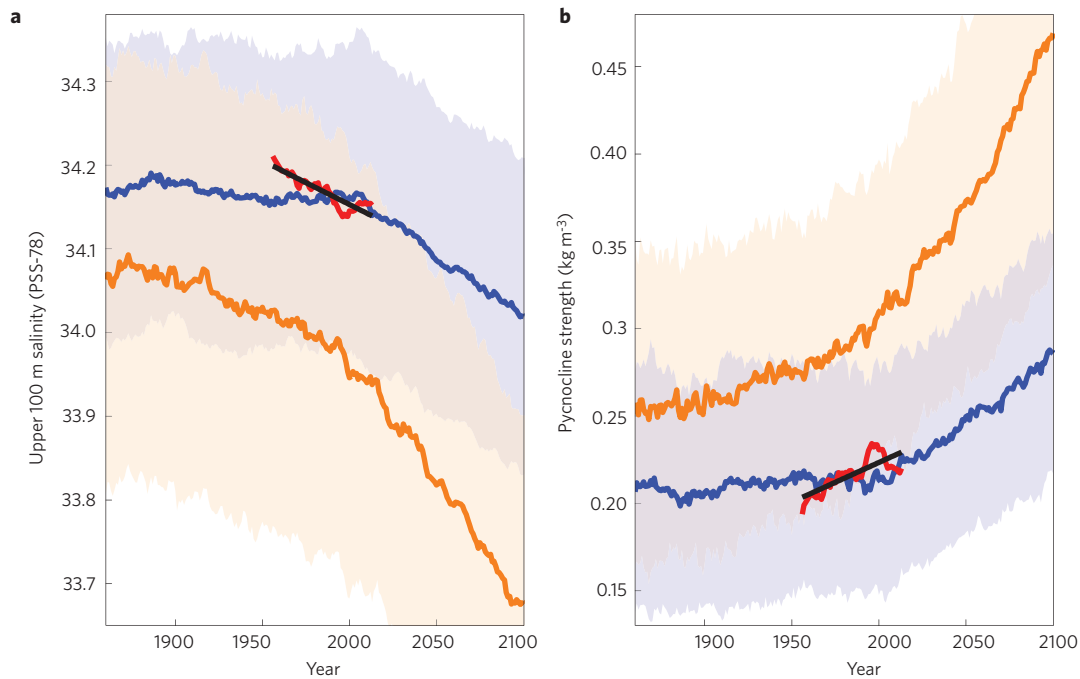 a
Upper 100 m salinity (PSS-78)
34.3
34.2
34.1
34.0
33.9
33.8
33.7
1900 1950 2000 2050 2100
Year
b
Pycnocline strength (kg m⁻³)
0.45
0.40
0.35
0.3
0.25
0.20
0.15
1900 1950 2000 2050 2100
Year